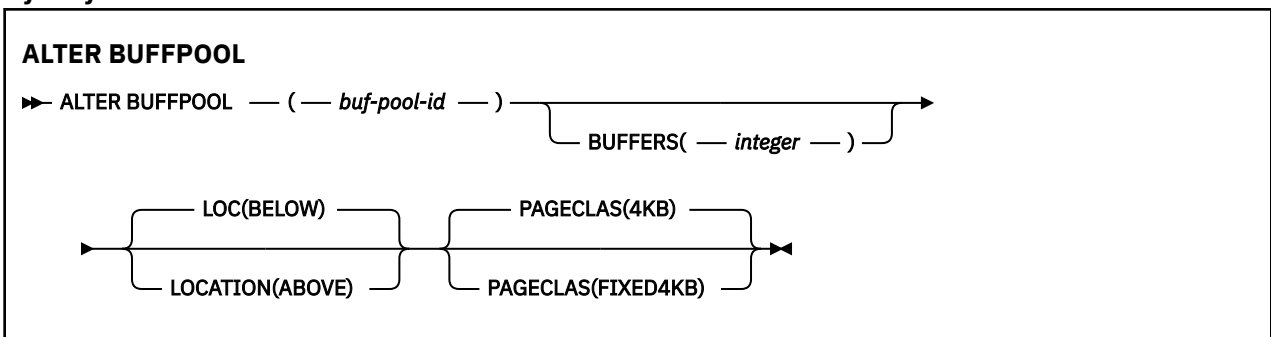 ALTER BUFFPOOL
ALTER BUFFPOOL ( buf-pool-id )
BUFFERS( integer )
LOC(BELOW) PAGECLAS(4KB)
LOCATION(ABOVE) PAGECLAS(FIXED4KB)